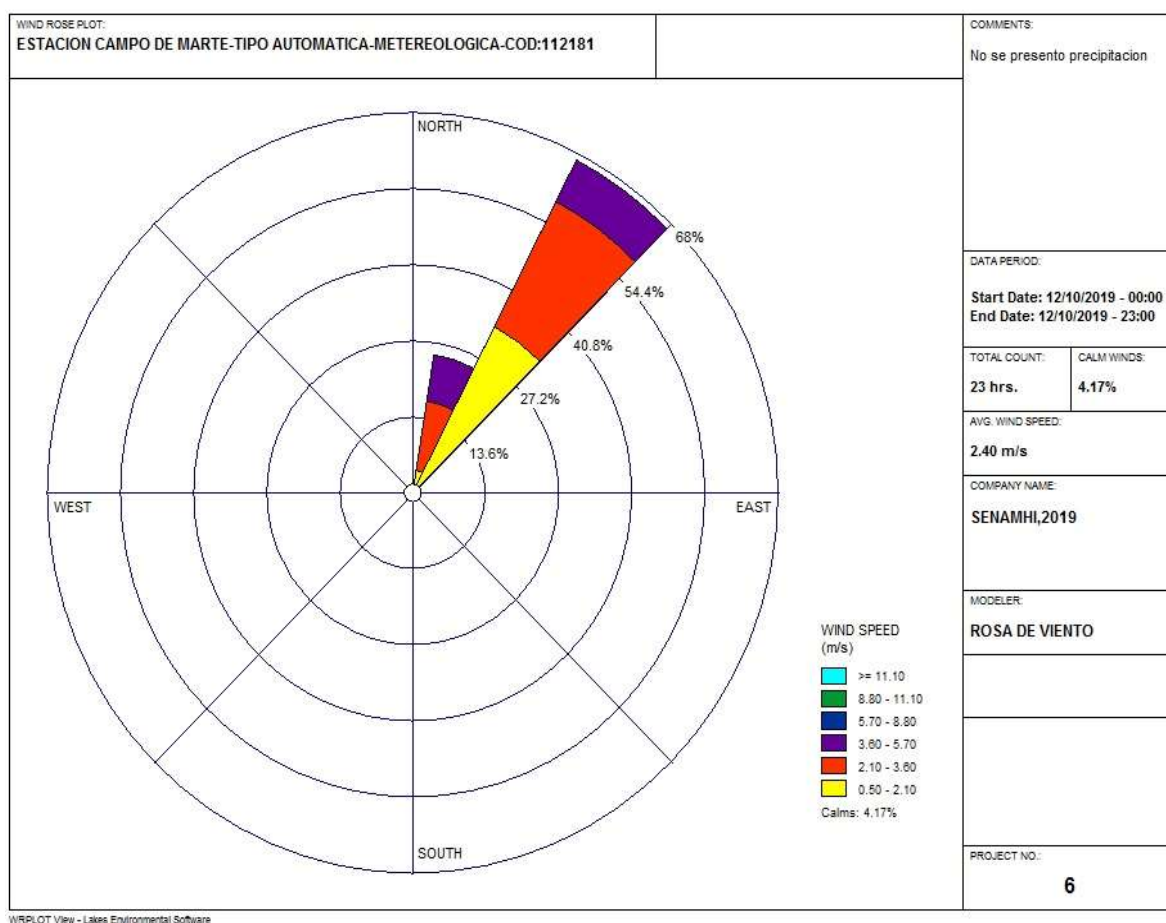 WIND ROSE PLOT:
ESTACION CAMPO DE MARTE-TIPO AUTOMATICA-METEREOLOGICA-COD:112181
NORTH
68%
54.4%
40.8%
27.2%
13.6%
WEST
EAST
SOUTH
WIND SPEED
(m/s)
>= 11.10
8.80 - 11.10
5.70 - 8.80
3.60 - 5.70
2.10 - 3.60
0.50 - 2.10
Calms: 4.17%
COMMENTS:
No se presento precipitacion
DATA PERIOD:
Start Date: 12/10/2019 - 00:00
End Date: 12/10/2019 - 23:00
TOTAL COUNT:
23 hrs.
CALM WINDS:
4.17%
AVG. WIND SPEED:
2.40 m/s
COMPANY NAME:
SENAMHI,2019
MODELER:
ROSA DE VIENTO
PROJECT NO.:
6
WRPLOT View - Lakes Environmental Software